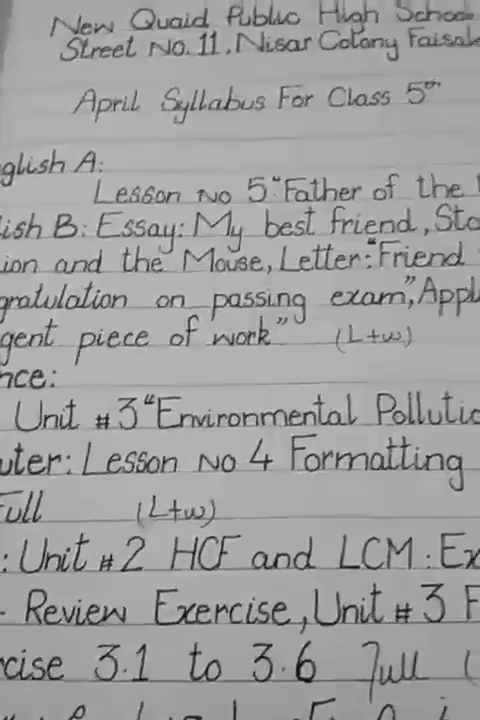 New Quaid Public High School
Street No. 11, Nisar Colony Faisal
April Syllabus For Class 5th
glish A:
Lesson No 5 "Father of the
ish B: Essay: My best friend, Sto
ion and the Mouse, Letter: "Friend
gratulation on passing exam", Appl
gent piece of work" (L+w)
nce:
Unit #3 "Environmental Pollutio
uter: Lesson No 4 Formatting
Full (L+w)
: Unit #2 HCF and LCM: Ex
Review Exercise, Unit #3 F
cise 3.1 to 3.6 Full (